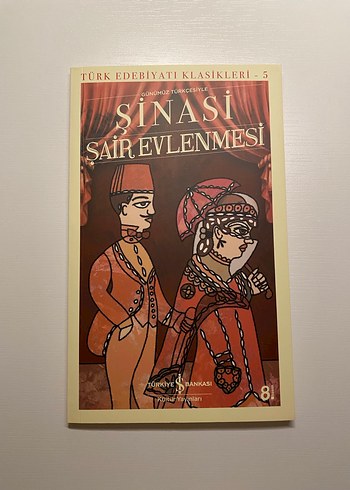 TÜRK EDEBİYATI KLASİKLERİ - 5
GÜNÜMÜZ TÜRKÇESİYLE
ŞİNASİ
ŞAİR EVLENMESİ
TÜRKİYE İŞ BANKASI
Kültür Yayınları
8